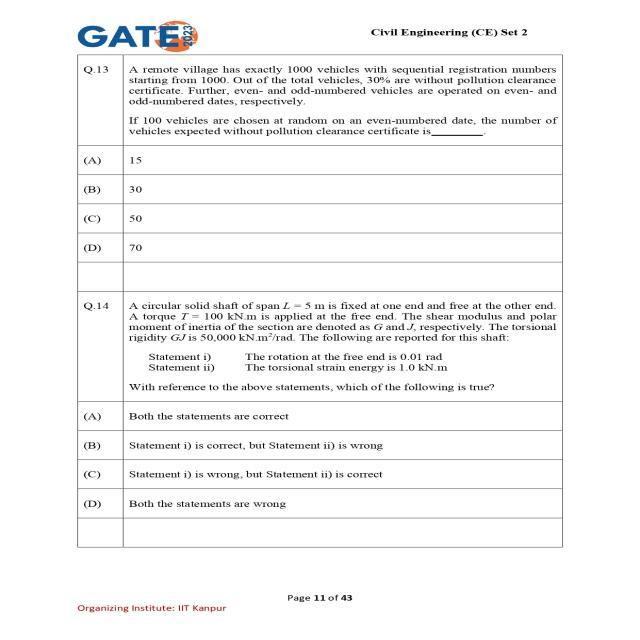 GATE 2023
Civil Engineering (CE) Set 2
Q.13 A remote village has exactly 1000 vehicles with sequential registration numbers
starting from 1000. Out of the total vehicles, 30% are without pollution clearance
certificate. Further, even- and odd-numbered vehicles are operated on even- and
odd-numbered dates, respectively.
If 100 vehicles are chosen at random on an even-numbered date, the number of
vehicles expected without pollution clearance certificate is________.
(A) 15
(B) 30
(C) 50
(D) 70
Q.14 A circular solid shaft of span L = 5 m is fixed at one end and free at the other end.
A torque T = 100 kN.m is applied at the free end. The shear modulus and polar
moment of inertia of the section are denoted as G and J, respectively. The torsional
rigidity GJ is 50,000 kN.m²/rad. The following are reported for this shaft:
Statement i) The rotation at the free end is 0.01 rad
Statement ii) The torsional strain energy is 1.0 kN.m
With reference to the above statements, which of the following is true?
(A) Both the statements are correct
(B) Statement i) is correct, but Statement ii) is wrong
(C) Statement i) is wrong, but Statement ii) is correct
(D) Both the statements are wrong
Page 11 of 43
Organizing Institute: IIT Kanpur